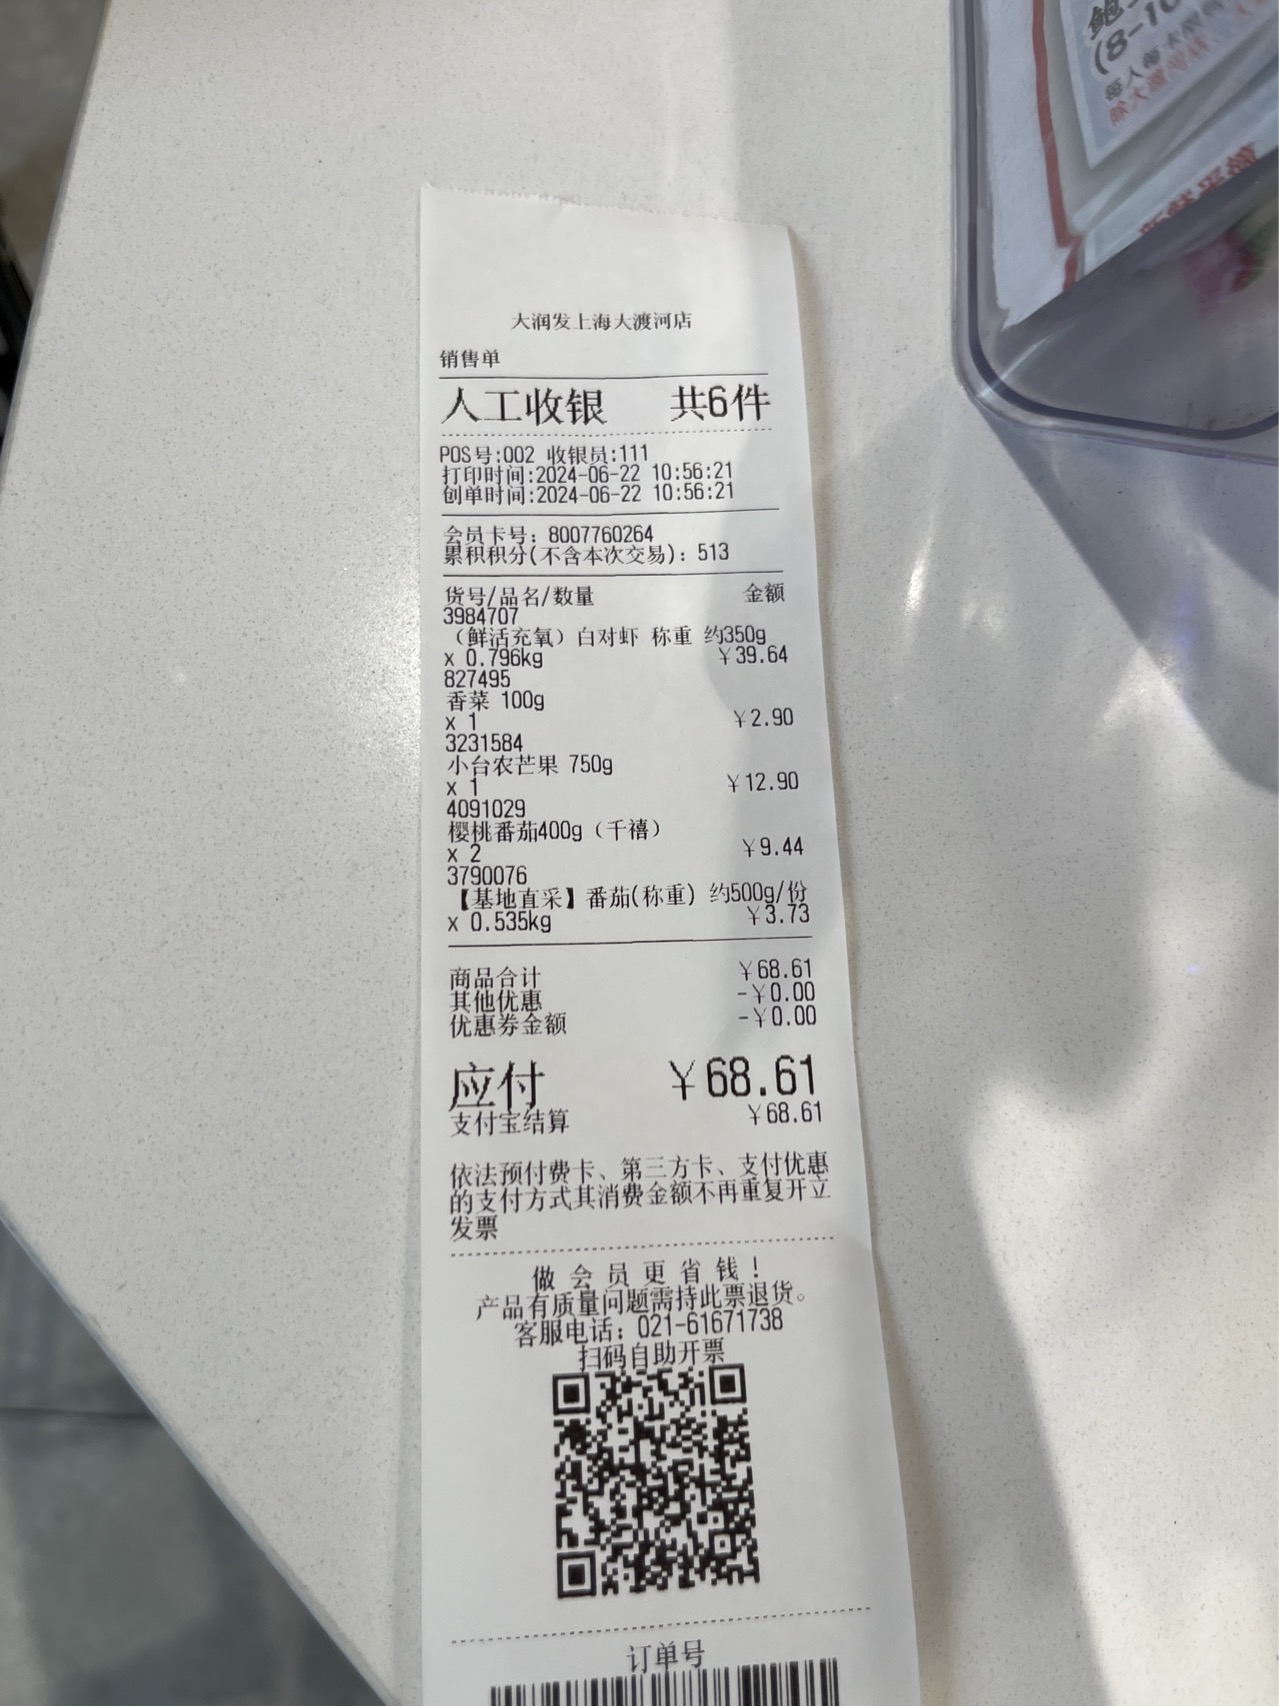 鲍
(8-10
每人每
大润发上海大渡河店
销售单
人工收银 共6件
POS号:002 收银员:111
打印时间:2024-06-22 10:56:21
创单时间:2024-06-22 10:56:21
会员卡号: 8007760264
累积积分(不含本次交易): 513
货号/品名/数量 金额
3984707
（鲜活充氧）白对虾 称重 约350g
x 0.796kg ￥39.64
827495
香菜 100g
x 1 ￥2.90
3231584
小台农芒果 750g
x 1 ￥12.90
4091029
樱桃番茄400g（千禧）
x 2 ￥9.44
3790076
【基地直采】番茄(称重) 约500g/份
x 0.535kg ￥3.73
商品合计 ￥68.61
其他优惠 -￥0.00
优惠券金额 -￥0.00
应付 ￥68.61
支付宝结算 ￥68.61
依法预付费卡、第三方卡、支付优惠
的支付方式其消费金额不再重复开立
发票
做会员更省钱!
产品有质量问题需持此票退货。
客服电话: 021-61671738
扫码自助开票
订单号